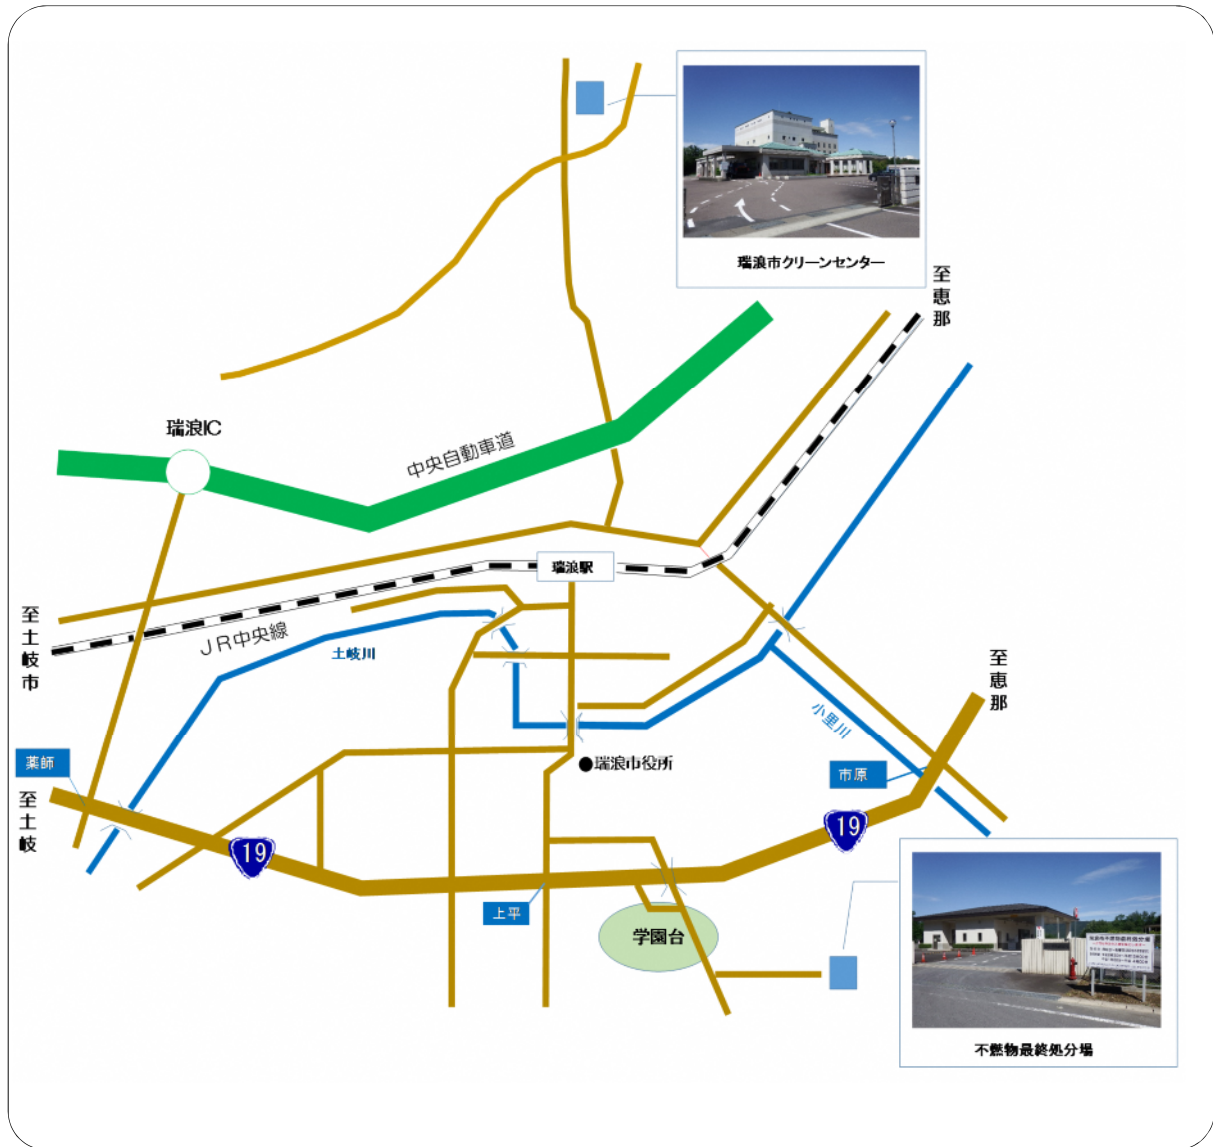 瑞浪市クリーンセンター
至恵那
瑞浪IC
中央自動車道
瑞浪駅
至土岐市
JR中央線
土岐川
至恵那
小里川
薬師
瑞浪市役所
市原
至土岐
19
19
上平
学園台
不燃物最終処分場